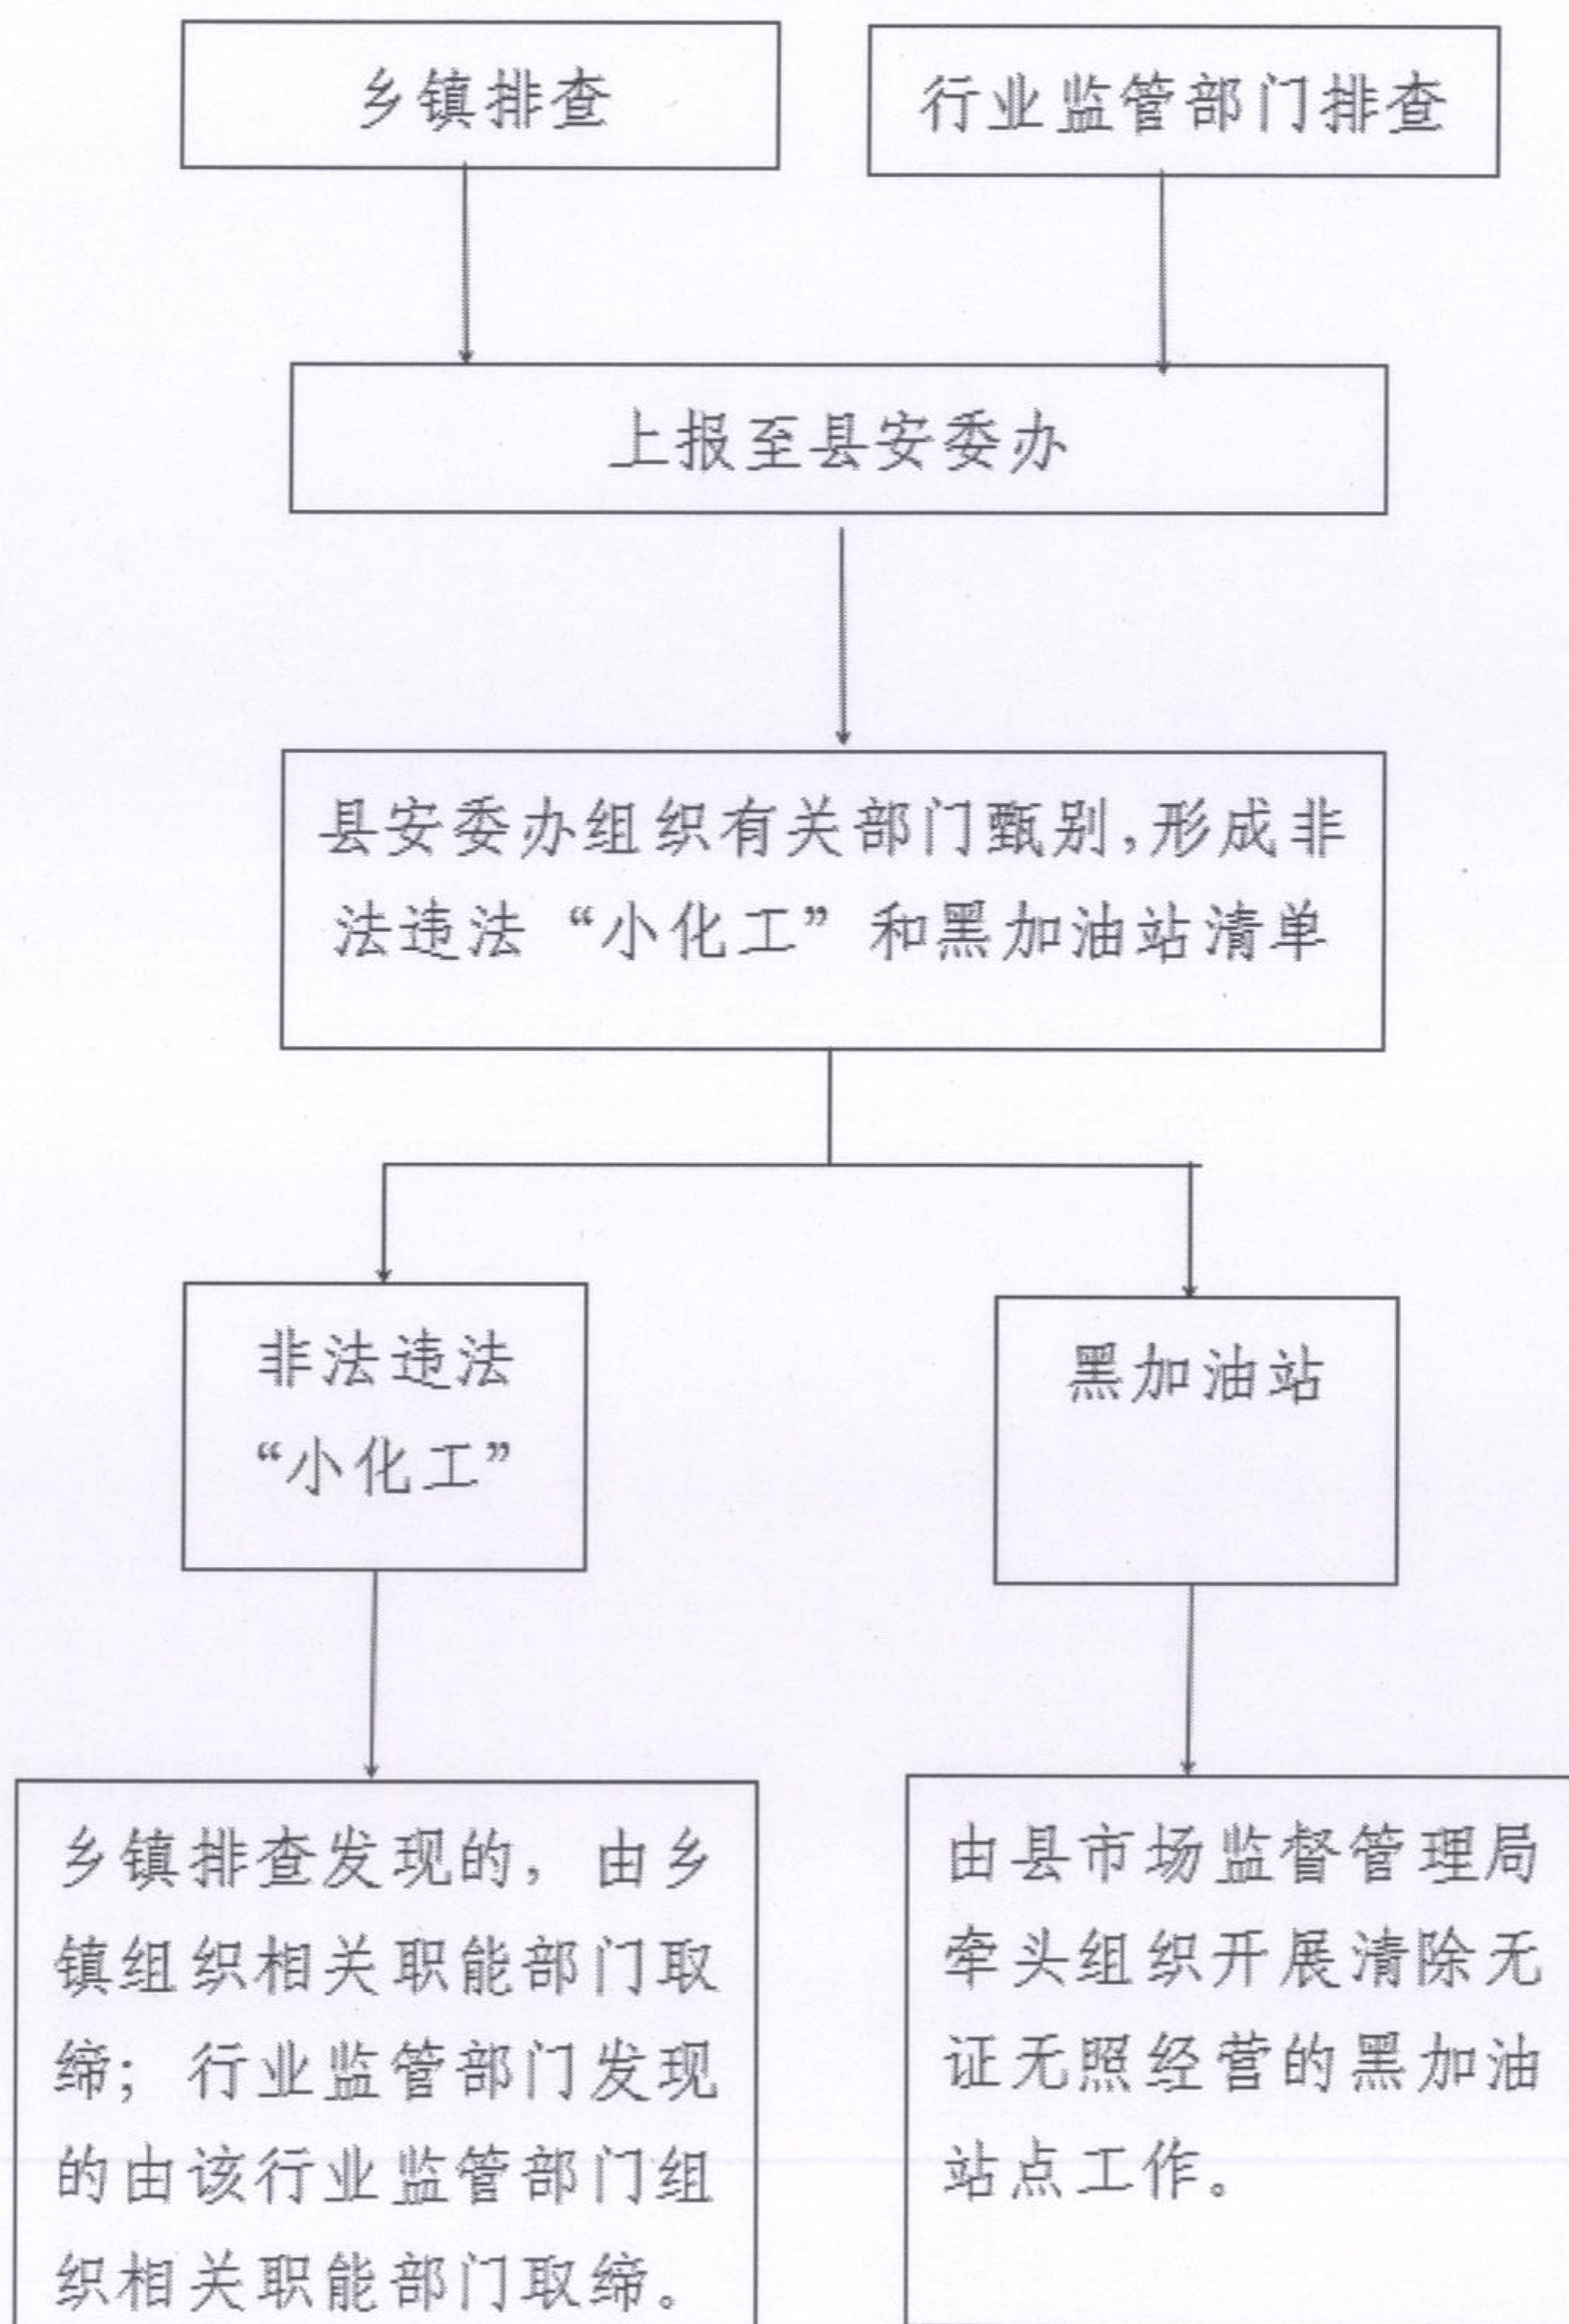 乡镇排查
行业监管部门排查
上报至县安委办
县安委办组织有关部门甄别,形成非
法违法“小化工”和黑加油站清单
非法违法
“小化工”
黑加油站
乡镇排查发现的，由乡
镇组织相关职能部门取
缔；行业监管部门发现
的由该行业监管部门组
织相关职能部门取缔。
由县市场监督管理局
牵头组织开展清除无
证无照经营的黑加油
站点工作。